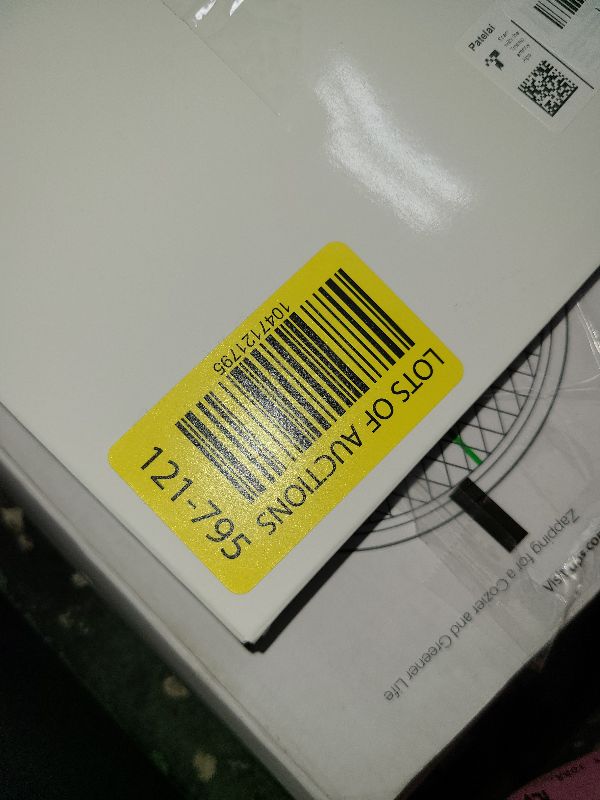 LOTS OF AUCTIONS
1047121795
121-795
Patelai
Zapping for a Cozier and Greener Life